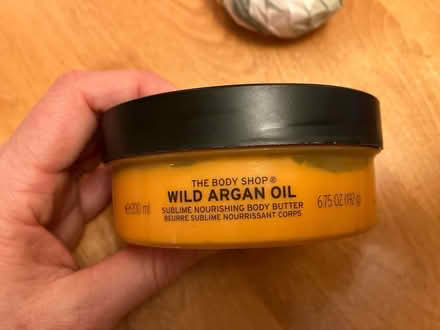 THE BODY SHOP®
WILD ARGAN OIL
SUBLIME NOURISHING BODY BUTTER
BEURRE SUBLIME NOURRISSANT CORPS
℮200 ml
6.75 OZ (192 g)